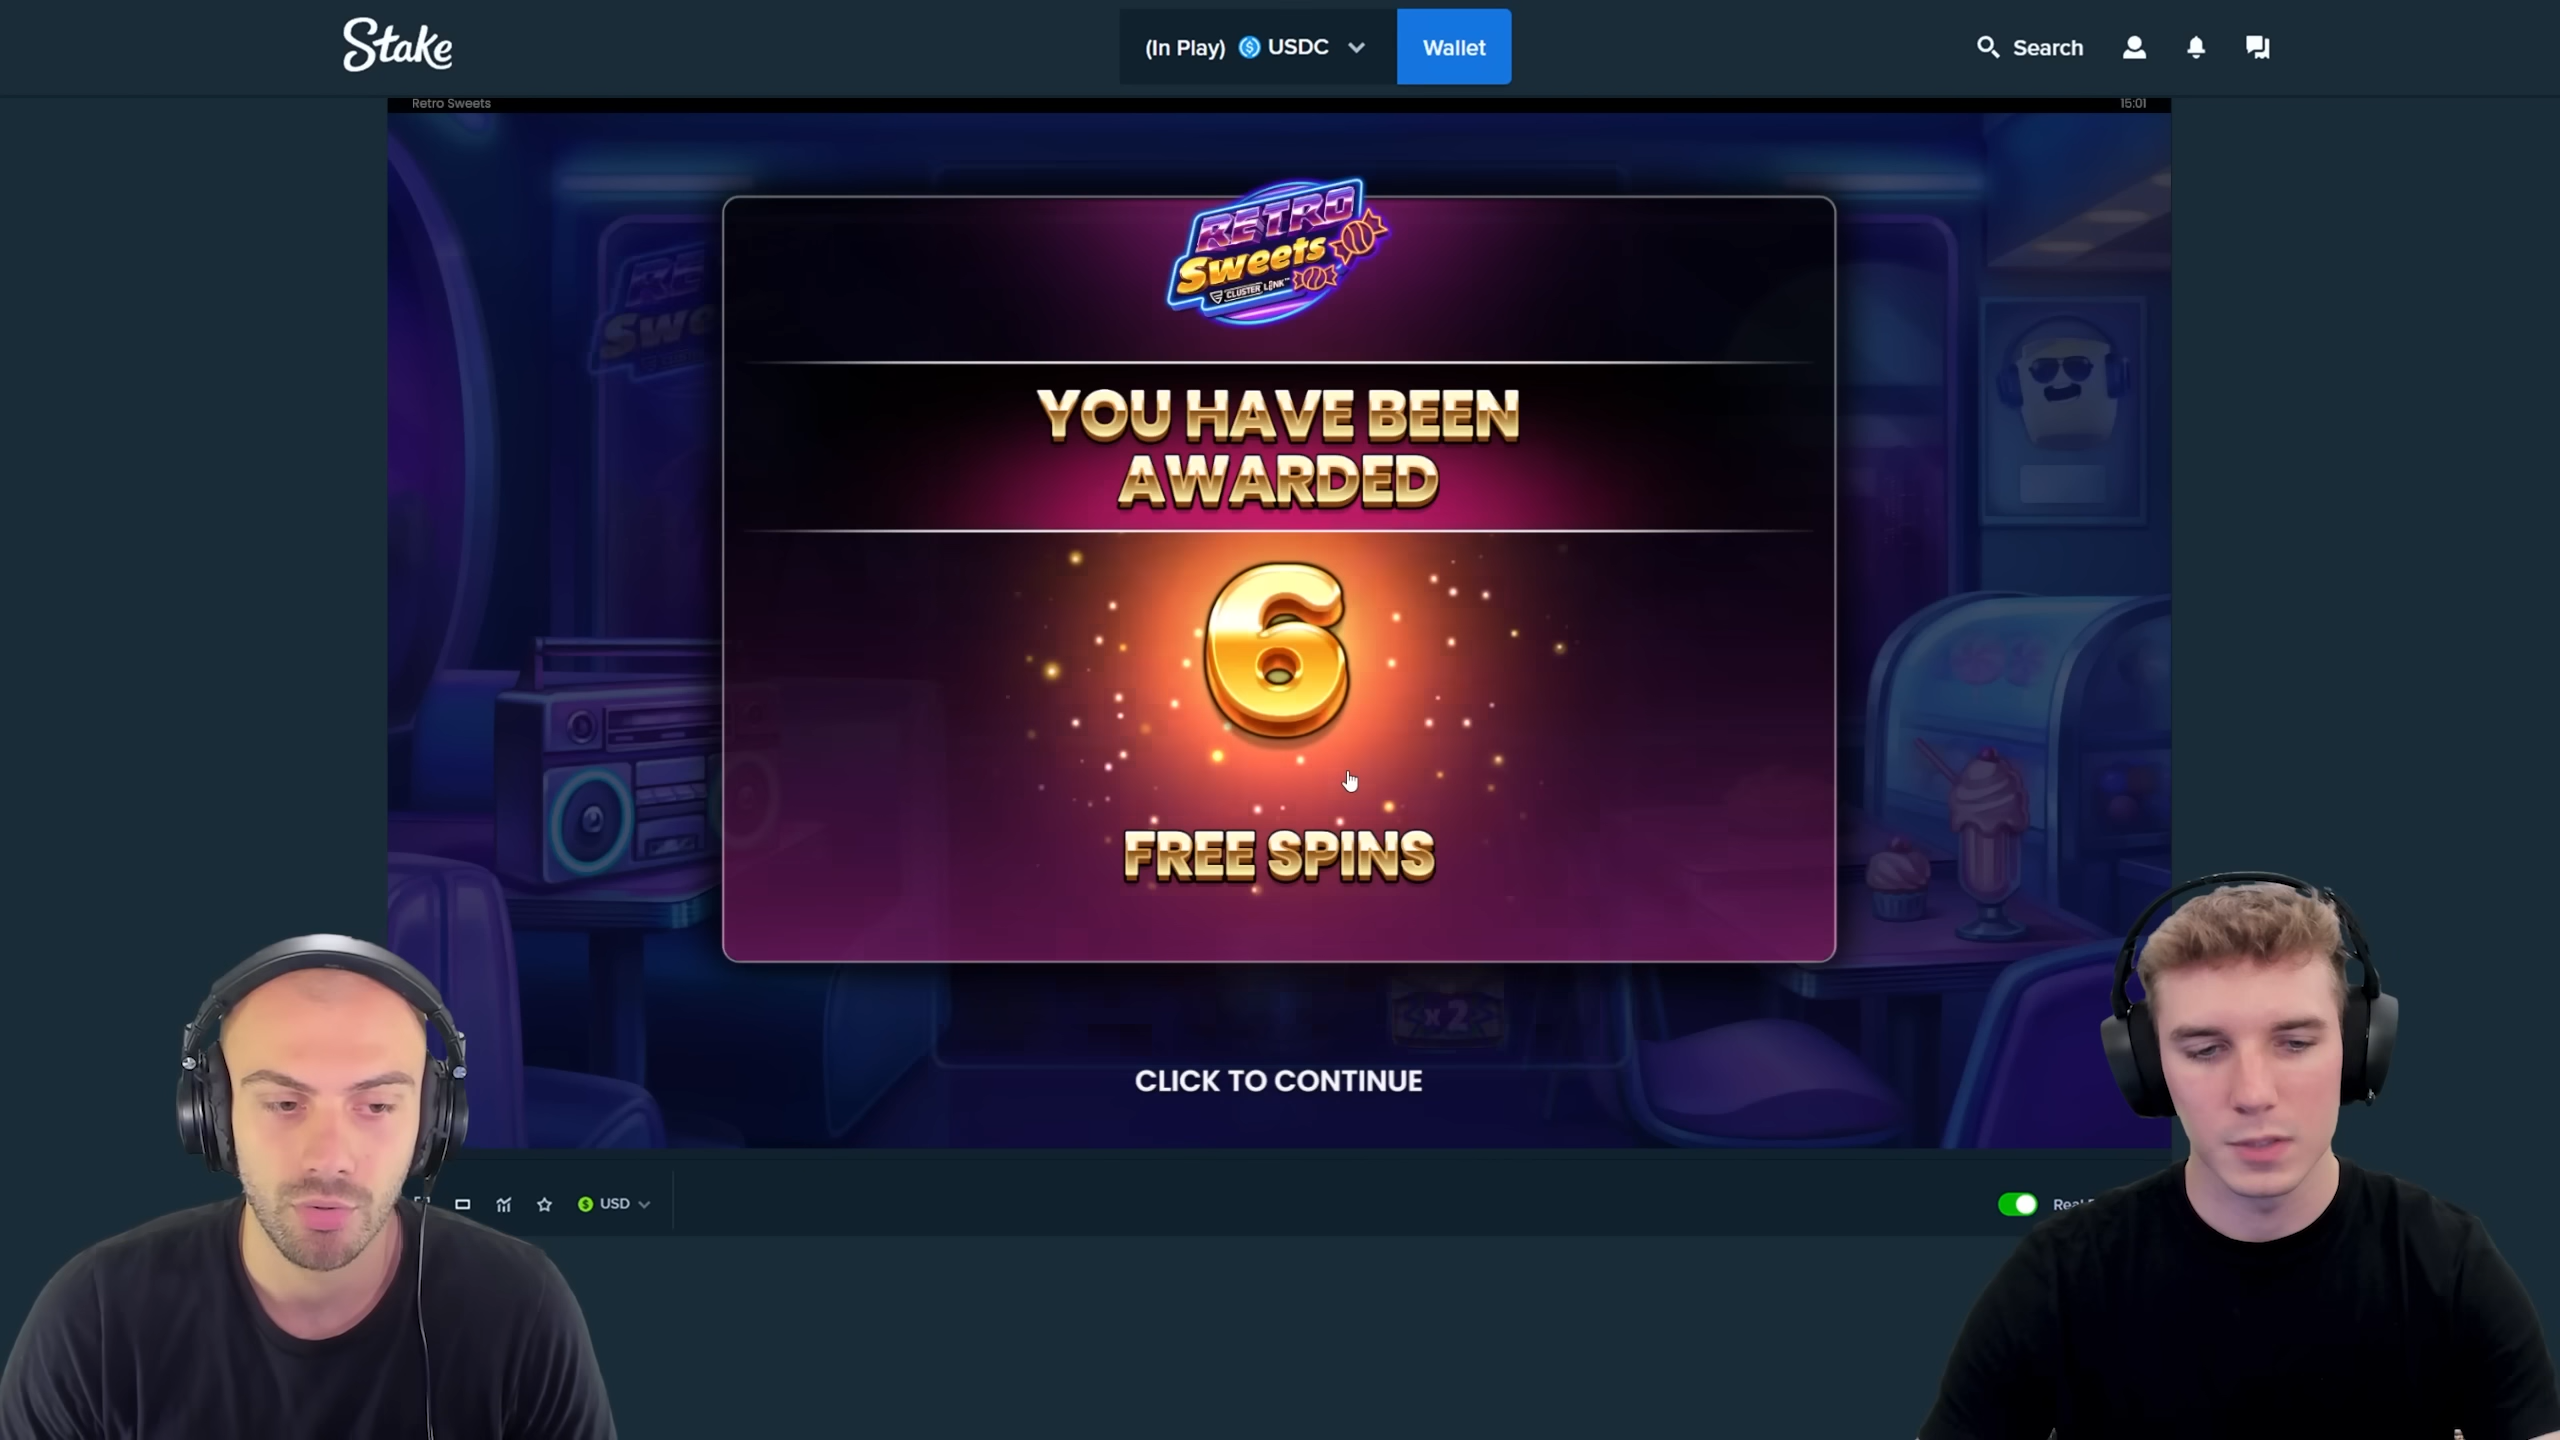 Stake
(In Play) USDC
Wallet
Search
Retro Sweets
15:01
RETRO
Sweets
CLUSTER LINK
YOU HAVE BEEN
AWARDED
6
FREE SPINS
x2
CLICK TO CONTINUE
USD